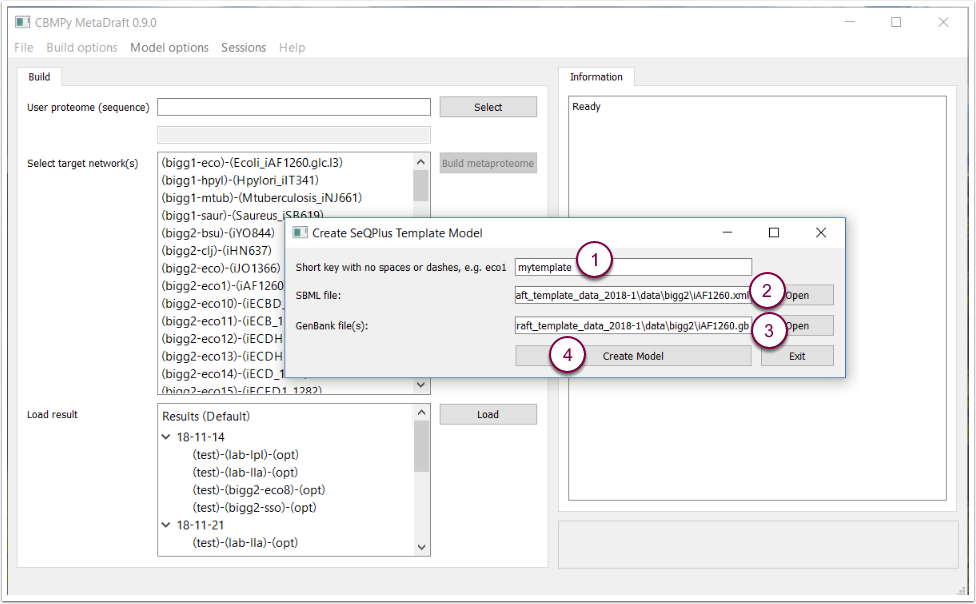 CBMPy MetaDraft 0.9.0
File Build options Model options Sessions Help
Build
User proteome (sequence)
Select
Select target network(s)
(bigg1-eco)-(Ecoli_iAF1260.glc.l3)
(bigg1-hpyl)-(Hpylori_iIT341)
(bigg1-mtub)-(Mtuberculosis_iNJ661)
(bigg1-saur)-(Saureus_iSB619)
(bigg2-bsu)-(iYO844)
(bigg2-clj)-(iHN637)
(bigg2-eco)-(iJO1366)
(bigg2-eco1)-(iAF1260
(bigg2-eco10)-(iECBD_
(bigg2-eco11)-(iECB_1
(bigg2-eco12)-(iECDH
(bigg2-eco13)-(iECDH
(bigg2-eco14)-(iECD_1
(bigg2-eco15)-(iECED1_1282)
Build metaproteome
Load result
Results (Default)
18-11-14
(test)-(lab-lpl)-(opt)
(test)-(lab-lla)-(opt)
(test)-(bigg2-eco8)-(opt)
(test)-(bigg2-sso)-(opt)
18-11-21
(test)-(lab-lla)-(opt)
Load
Information
Ready
Create SeQPlus Template Model
Short key with no spaces or dashes, e.g. eco1 mytemplate 1
SBML file: aft_template_data_2018-1\data\bigg2\iAF1260.xml 2 Open
GenBank file(s): raft_template_data_2018-1\data\bigg2\iAF1260.gb 3 Open
4 Create Model Exit